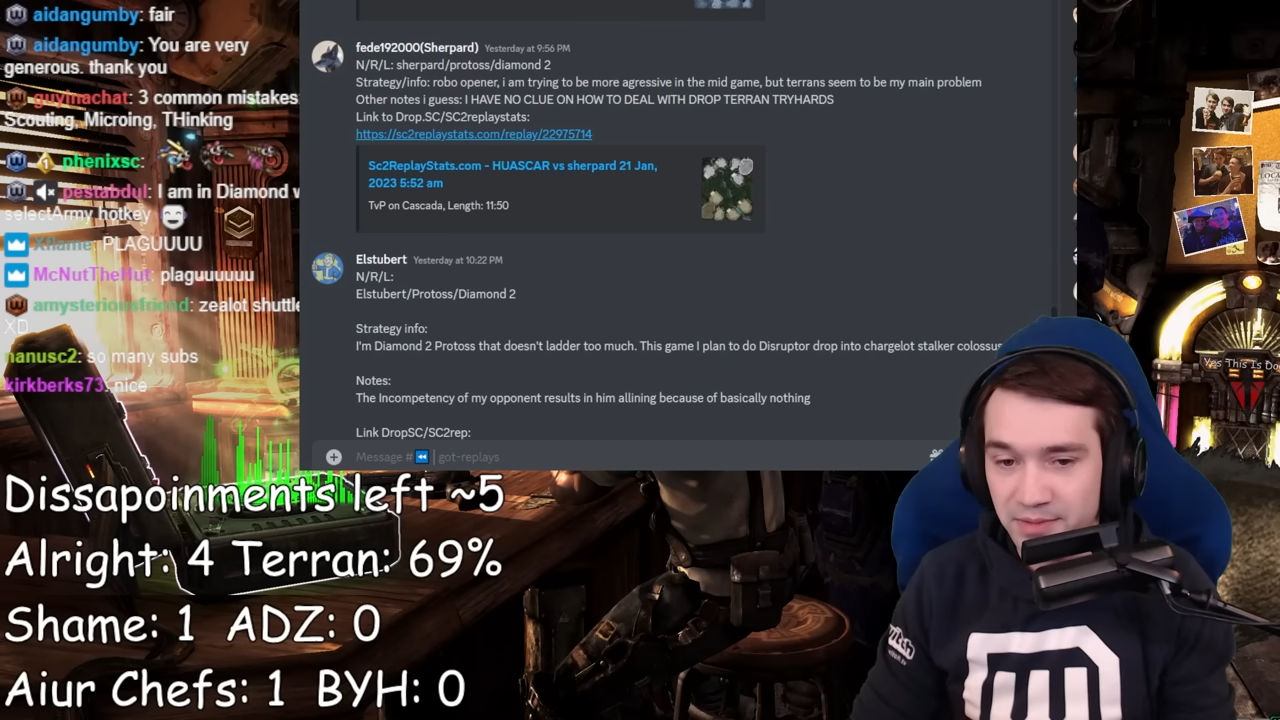 aidangumby: fair
aidangumby: You are very
generous. thank you
guyinachat: 3 common mistakes:
Scouting, Microing, THinking
phenixsc:
pestabdul: I am in Diamond w
selectArmy hotkey
Xflame: PLAGUUUU
McNutTheHut: plaguuuuuu
amysteriousfriend: zealot shuttle
XD
nanusc2: so many subs
kirkberks73: nice
fede192000(Sherpard) Yesterday at 9:56 PM
N/R/L: sherpard/protoss/diamond 2
Strategy/info: robo opener, i am trying to be more agressive in the mid game, but terrans seem to be my main problem
Other notes i guess: I HAVE NO CLUE ON HOW TO DEAL WITH DROP TERRAN TRYHARDS
Link to Drop.SC/SC2replaystats:
https://sc2replaystats.com/replay/22975714
Sc2ReplayStats.com - HUASCAR vs sherpard 21 Jan,
2023 5:52 am
TvP on Cascada, Length: 11:50
Elstubert Yesterday at 10:22 PM
N/R/L:
Elstubert/Protoss/Diamond 2
Strategy info:
I'm Diamond 2 Protoss that doesn't ladder too much. This game I plan to do Disruptor drop into chargelot stalker colossus
Notes:
The Incompetency of my opponent results in him allining because of basically nothing
Link DropSC/SC2rep:
Message #⏪ | got-replays
Yes This Is Do
Dissapoinments left ~5
Alright: 4 Terran: 69%
Shame: 1 ADZ: 0
Aiur Chefs: 1 BYH: 0